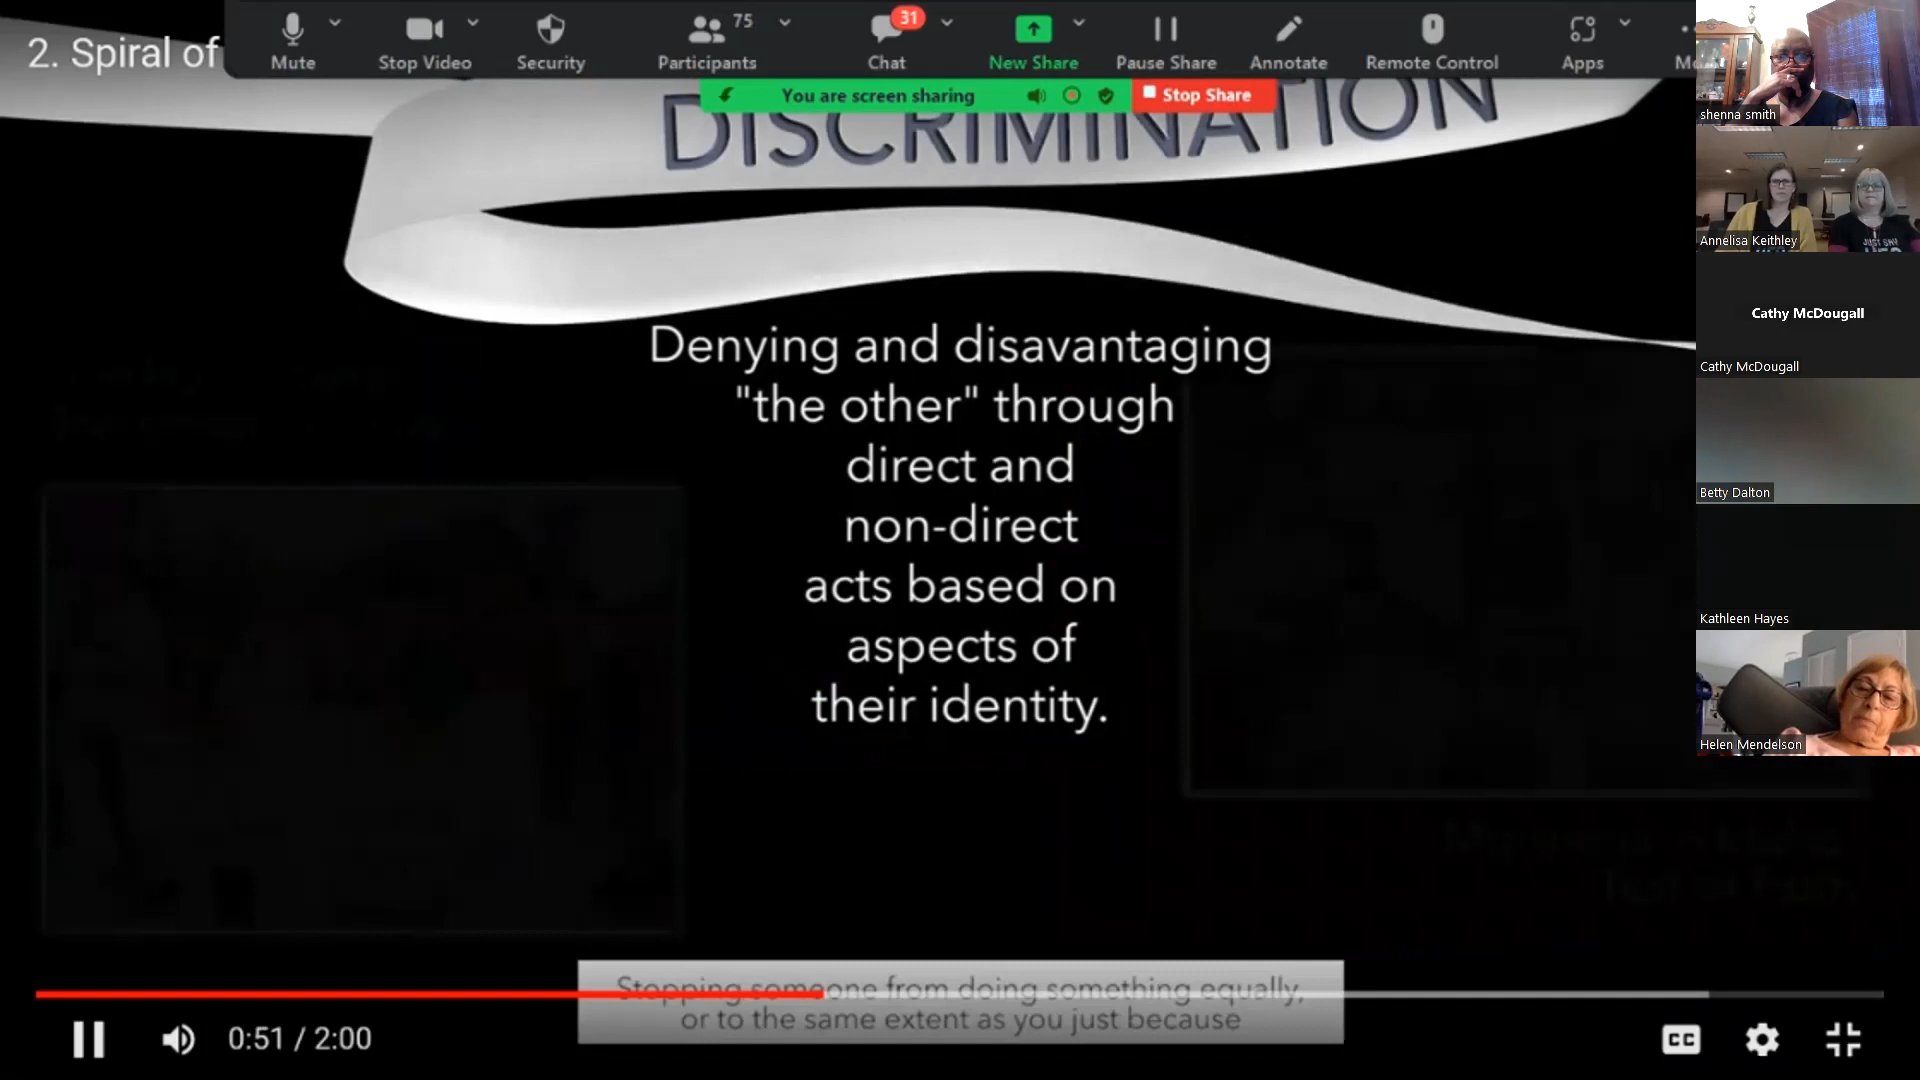 2. Spiral of
Mute
Stop Video
Security
75
Participants
31
Chat
New Share
Pause Share
Annotate
Remote Control
Apps
You are screen sharing
Stop Share
DISCRIMINATION
Denying and disavantaging
"the other" through
direct and
non-direct
acts based on
aspects of
their identity.
Stopping someone from doing something equally,
or to the same extent as you just because
0:51 / 2:00
CC
shenna smith
Annelisa Keithley
Cathy McDougall
Cathy McDougall
Betty Dalton
Kathleen Hayes
Helen Mendelson